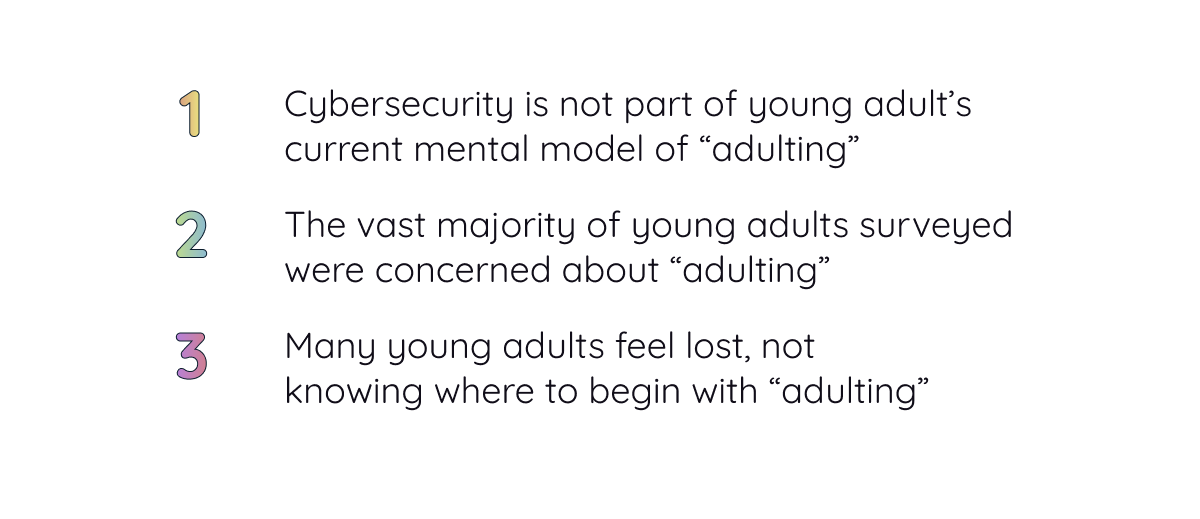 1
Cybersecurity is not part of young adult’s
current mental model of “adulting”
2
The vast majority of young adults surveyed
were concerned about “adulting”
3
Many young adults feel lost, not
knowing where to begin with “adulting”